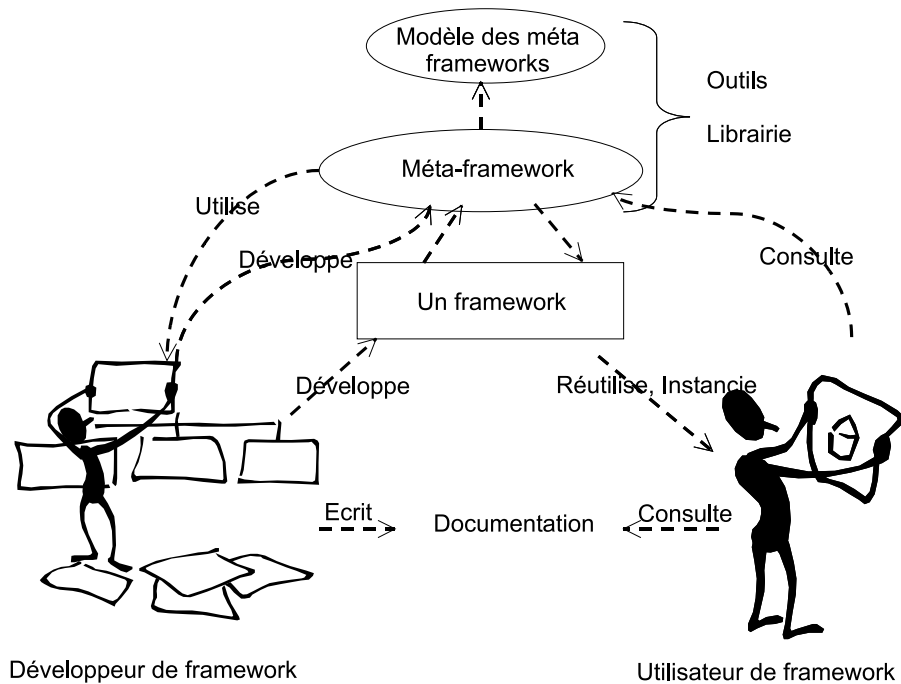 Modèle des méta
frameworks
Outils
Librairie
Méta-framework
Utilise
Développe
Consulte
Un framework
Développe
Réutilise, Instancie
Ecrit
Documentation
Consulte
Développeur de framework
Utilisateur de framework